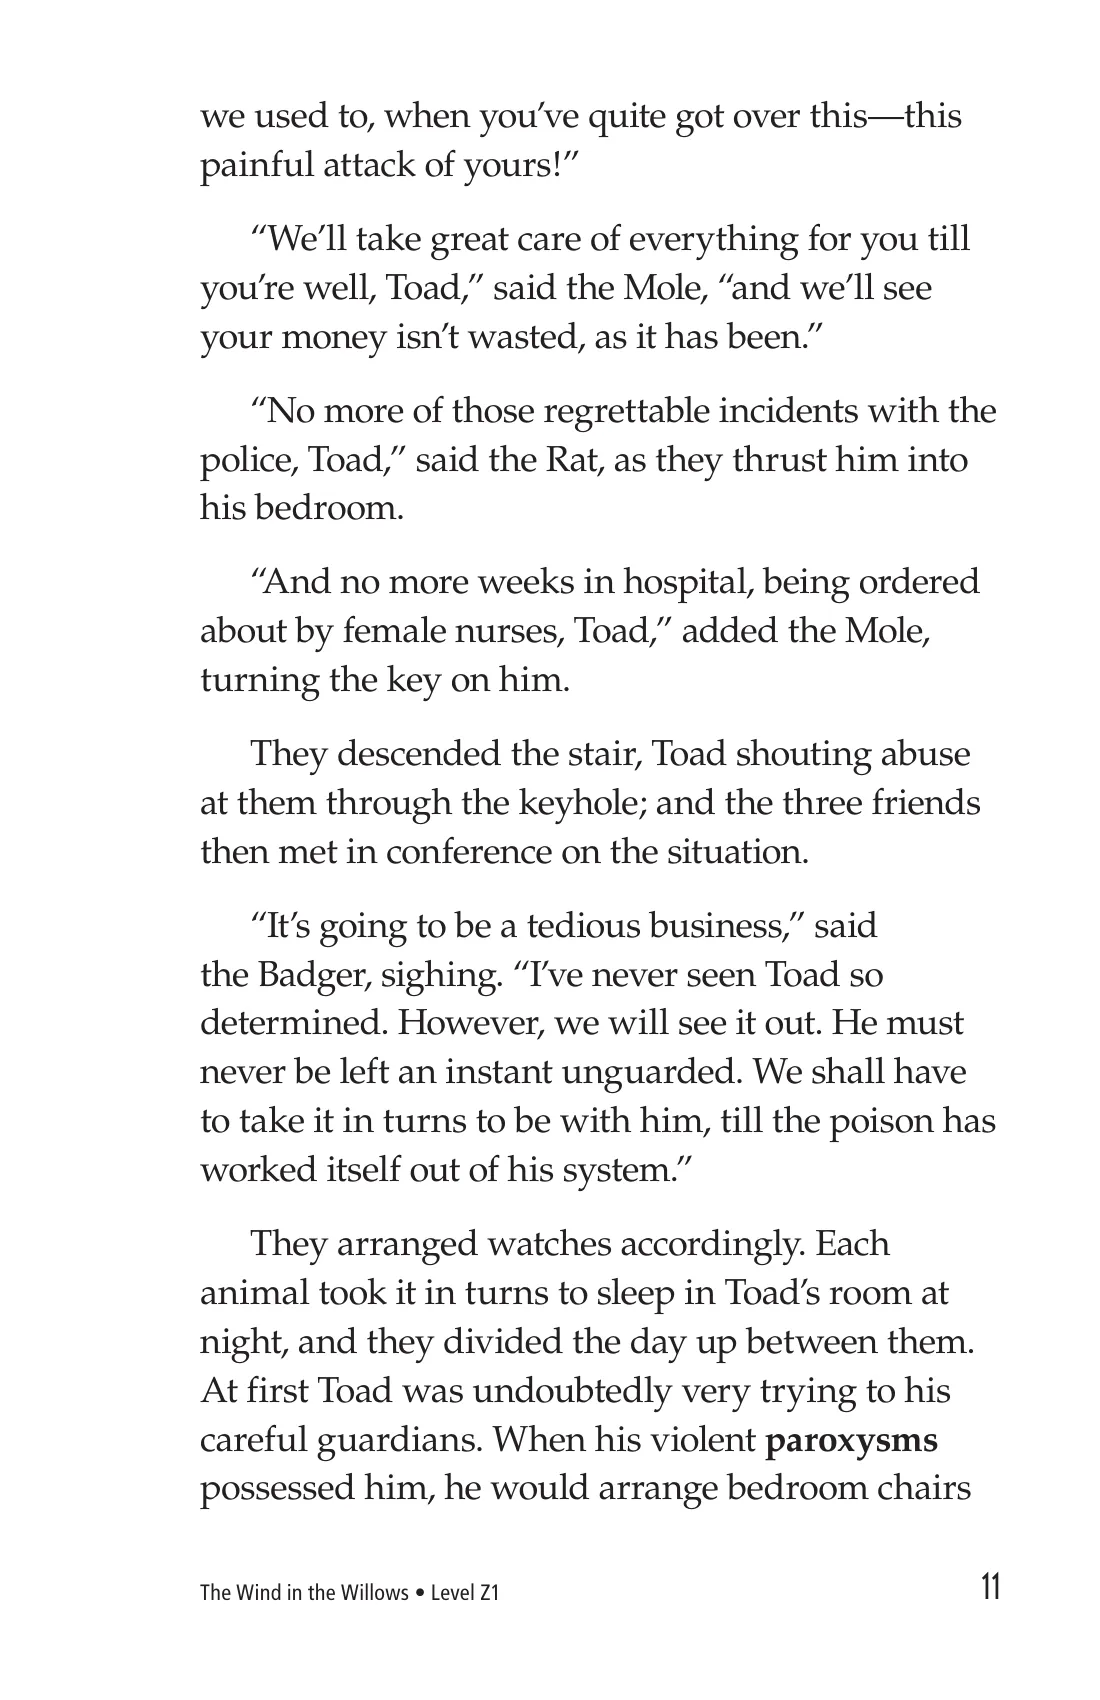 we used to, when you’ve quite got over this—this
painful attack of yours!”
“We’ll take great care of everything for you till
you’re well, Toad,” said the Mole, “and we’ll see
your money isn’t wasted, as it has been.”
“No more of those regrettable incidents with the
police, Toad,” said the Rat, as they thrust him into
his bedroom.
“And no more weeks in hospital, being ordered
about by female nurses, Toad,” added the Mole,
turning the key on him.
They descended the stair, Toad shouting abuse
at them through the keyhole; and the three friends
then met in conference on the situation.
“It’s going to be a tedious business,” said
the Badger, sighing. “I’ve never seen Toad so
determined. However, we will see it out. He must
never be left an instant unguarded. We shall have
to take it in turns to be with him, till the poison has
worked itself out of his system.”
They arranged watches accordingly. Each
animal took it in turns to sleep in Toad’s room at
night, and they divided the day up between them.
At first Toad was undoubtedly very trying to his
careful guardians. When his violent paroxysms
possessed him, he would arrange bedroom chairs
The Wind in the Willows • Level Z1
11